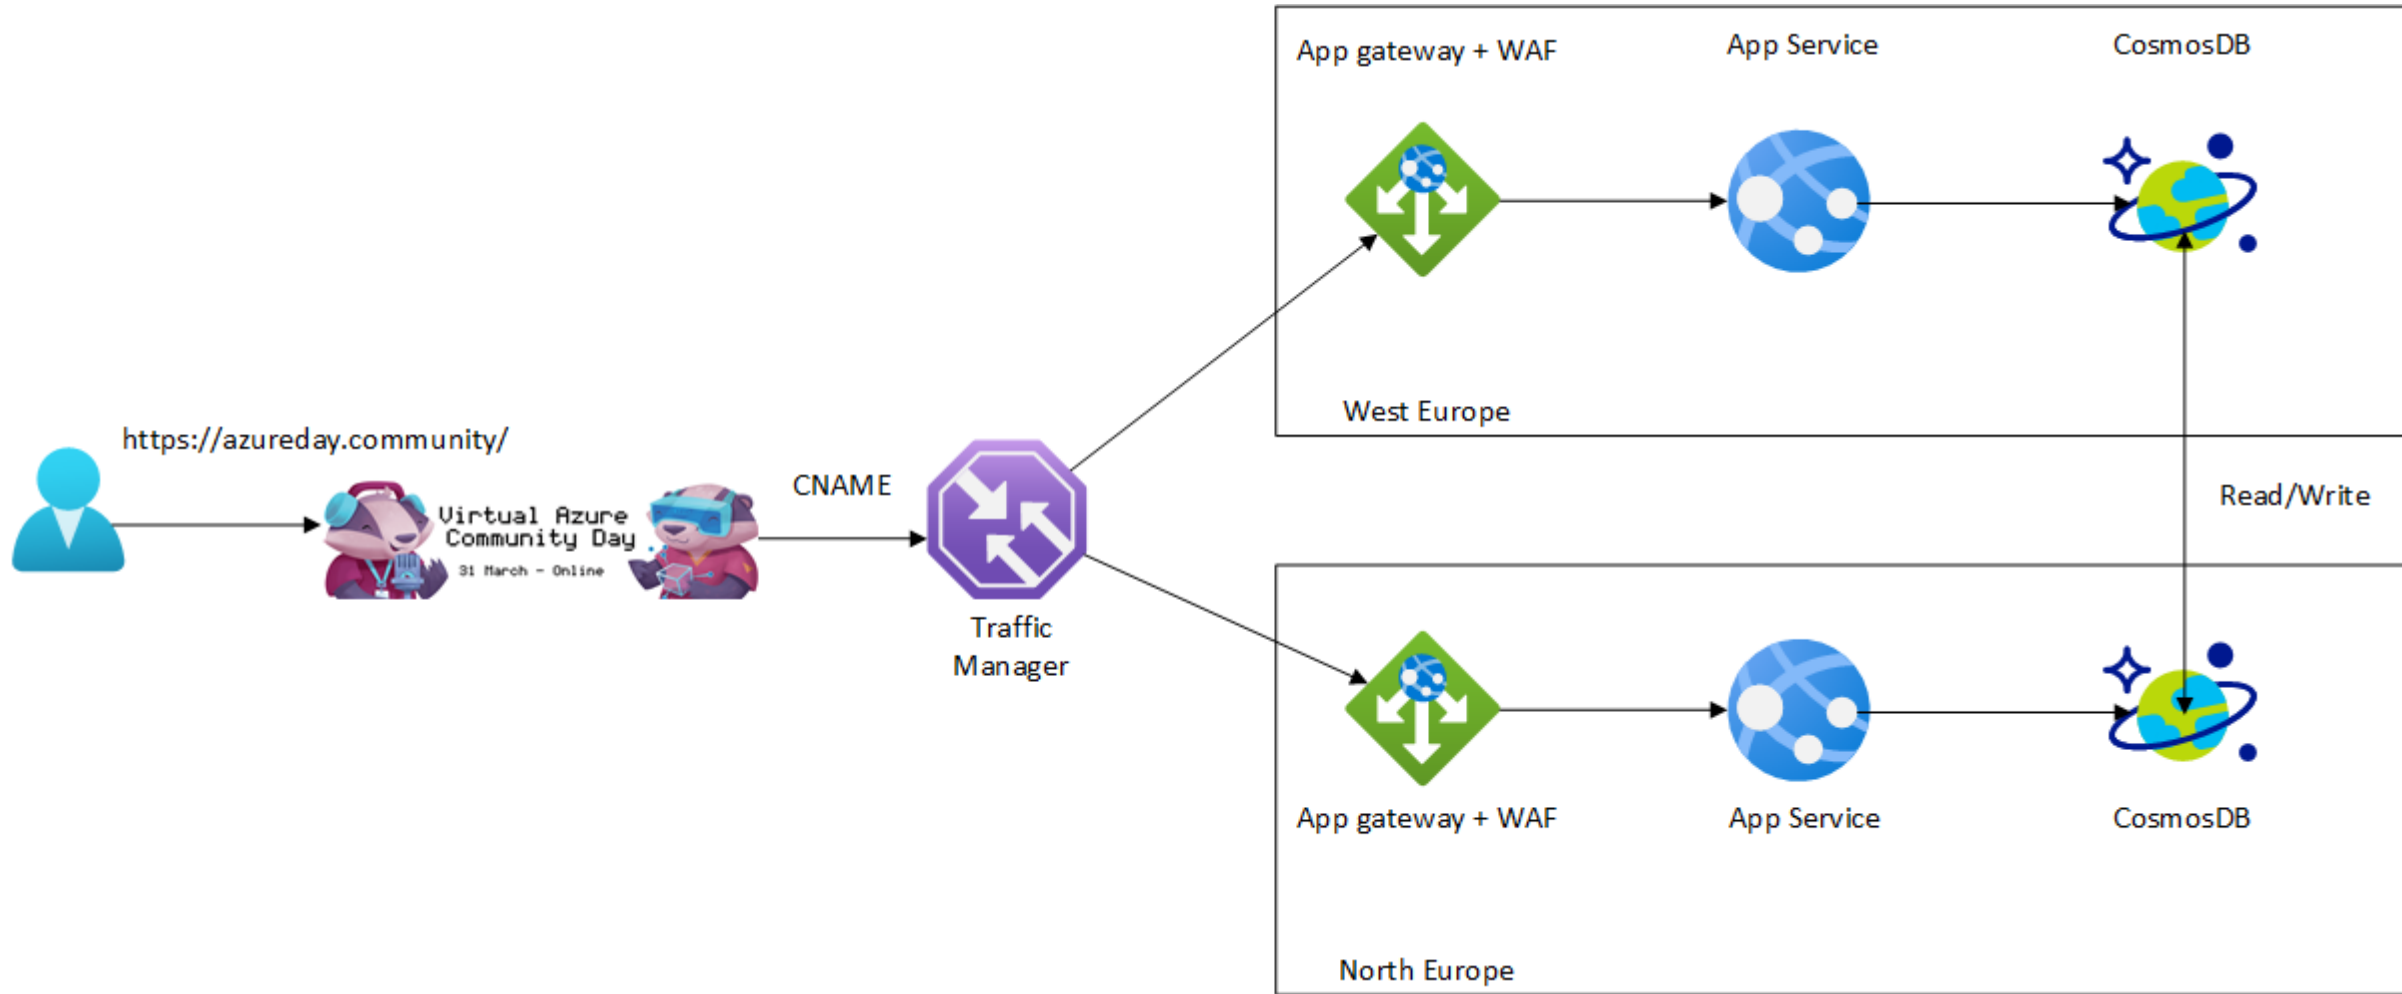 App gateway + WAF
App Service
CosmosDB
West Europe
https://azureday.community/
Virtual Azure
Community Day
31 March - Online
CNAME
Traffic
Manager
Read/Write
App gateway + WAF
App Service
CosmosDB
North Europe